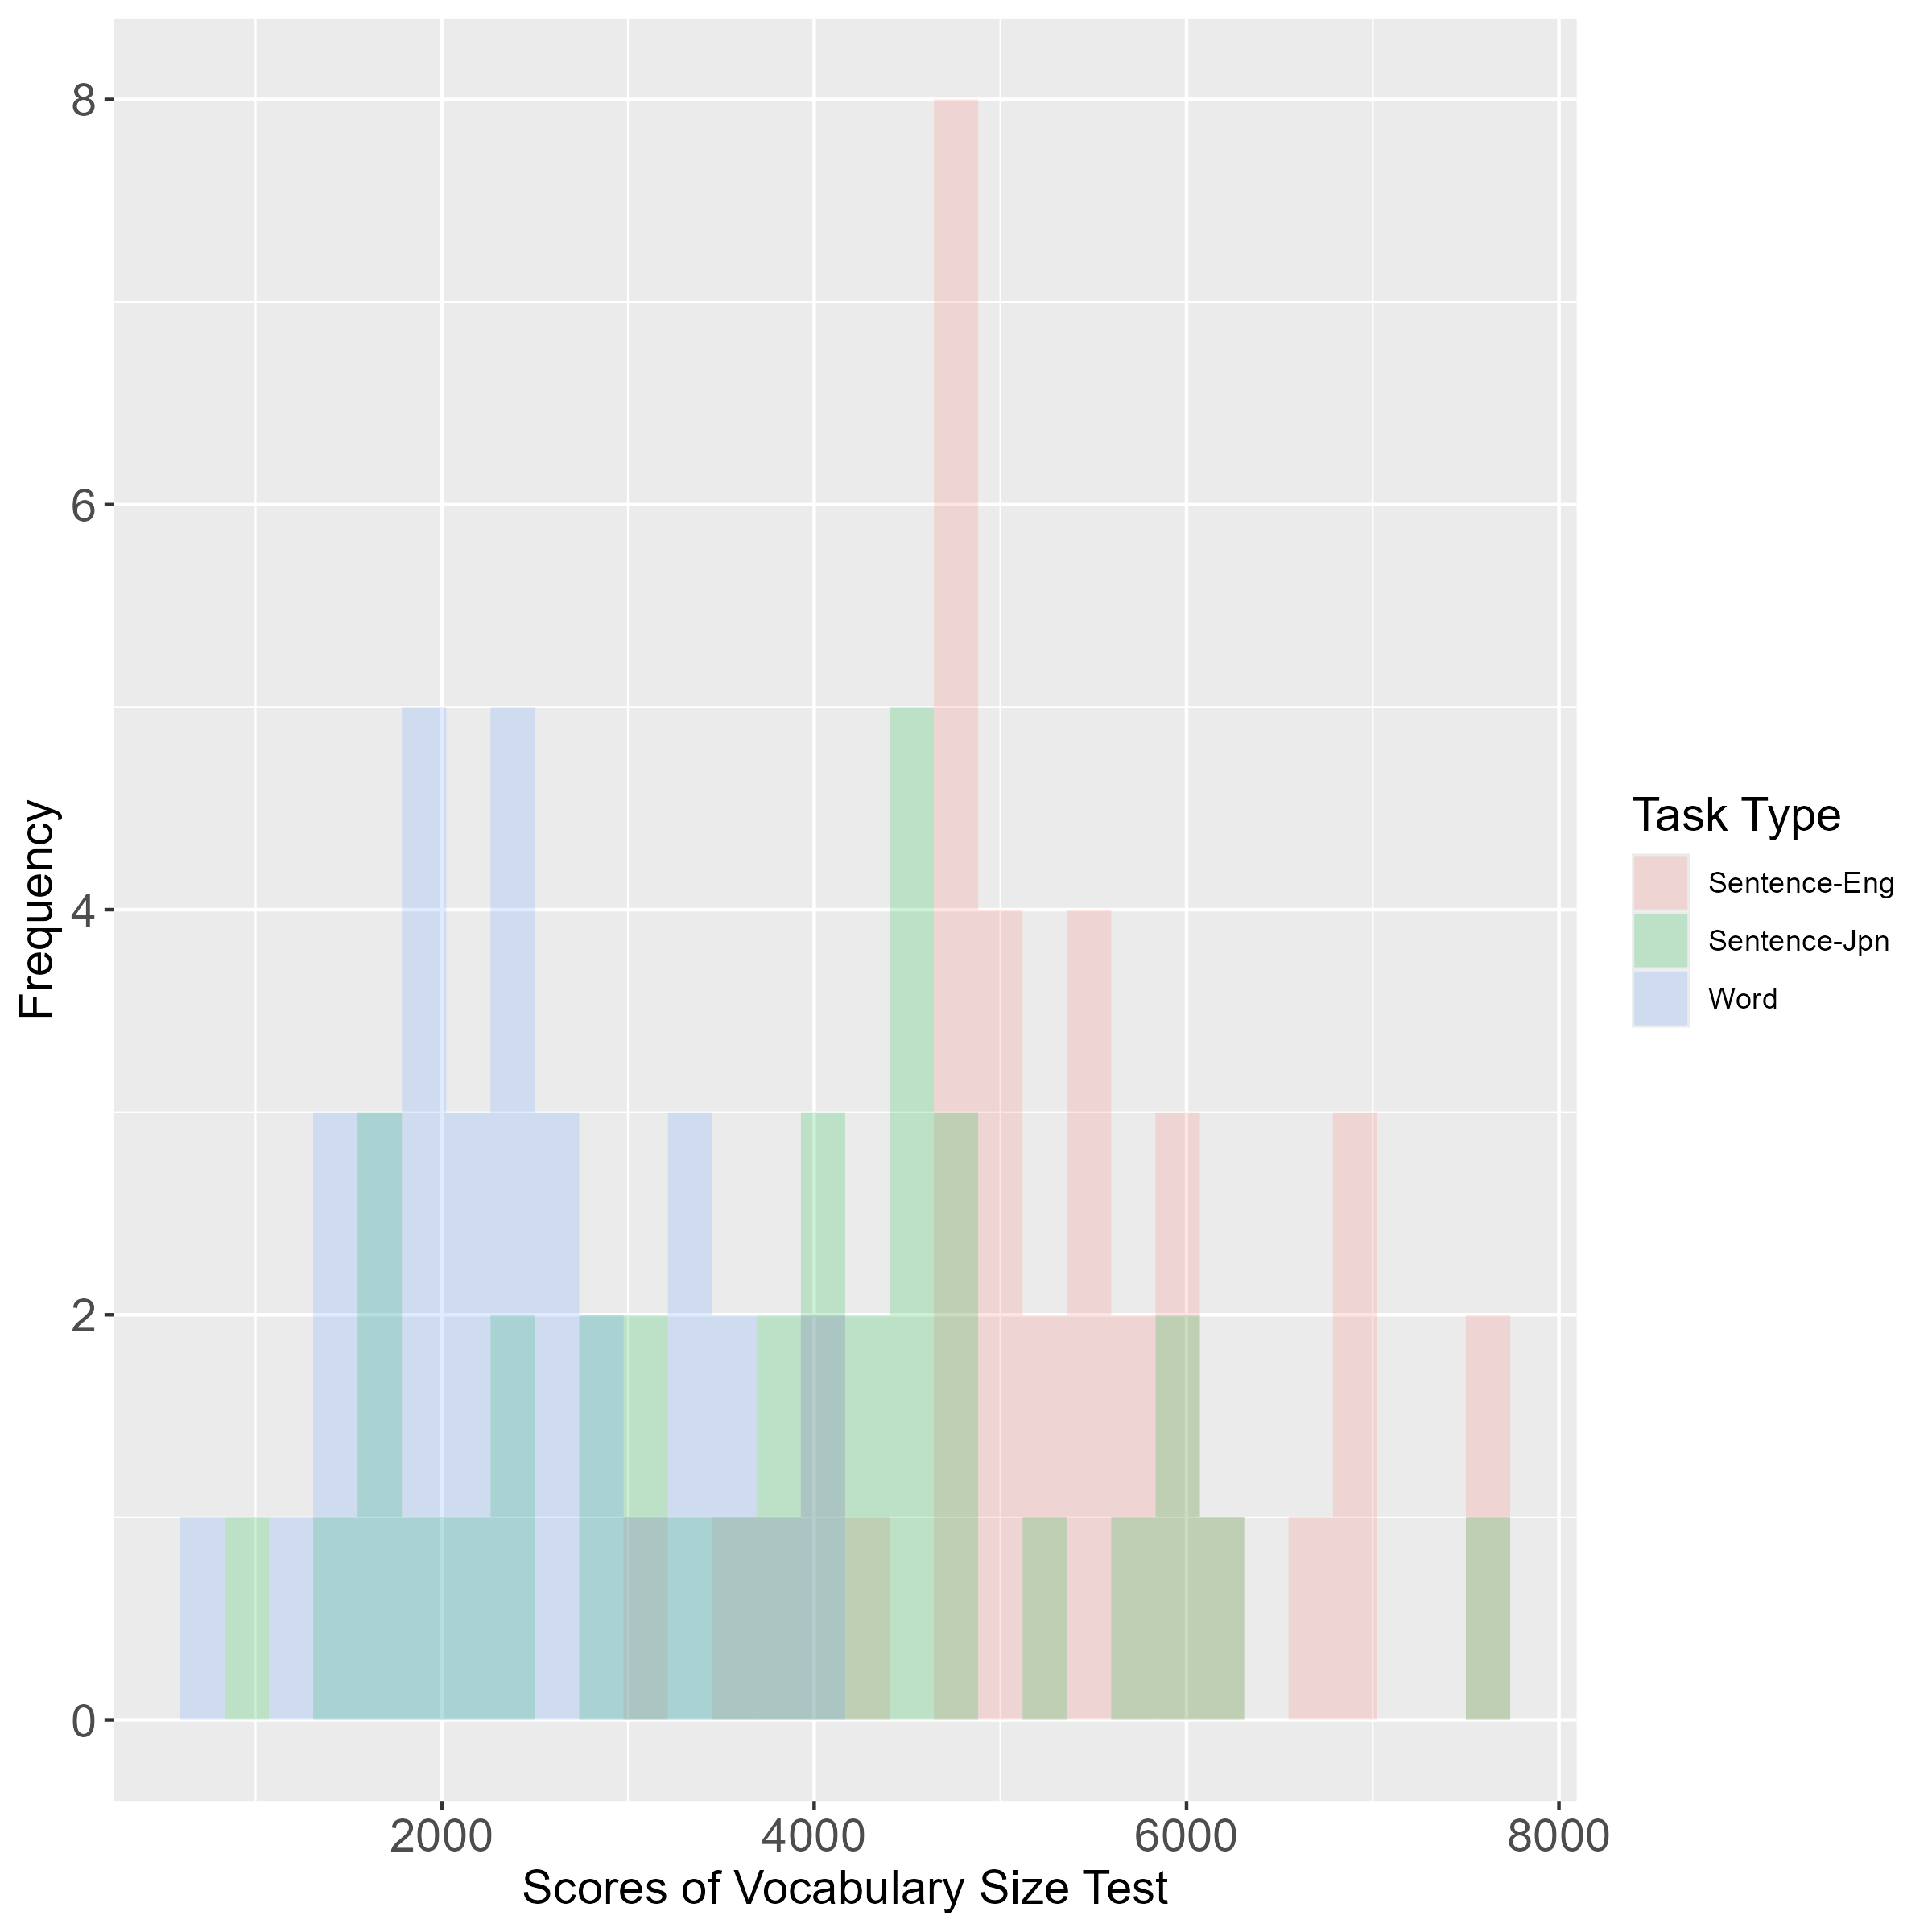 8
6
4
2
0
Frequency
2000 4000 6000 8000
Scores of Vocabulary Size Test
Task Type
Sentence-Eng
Sentence-Jpn
Word